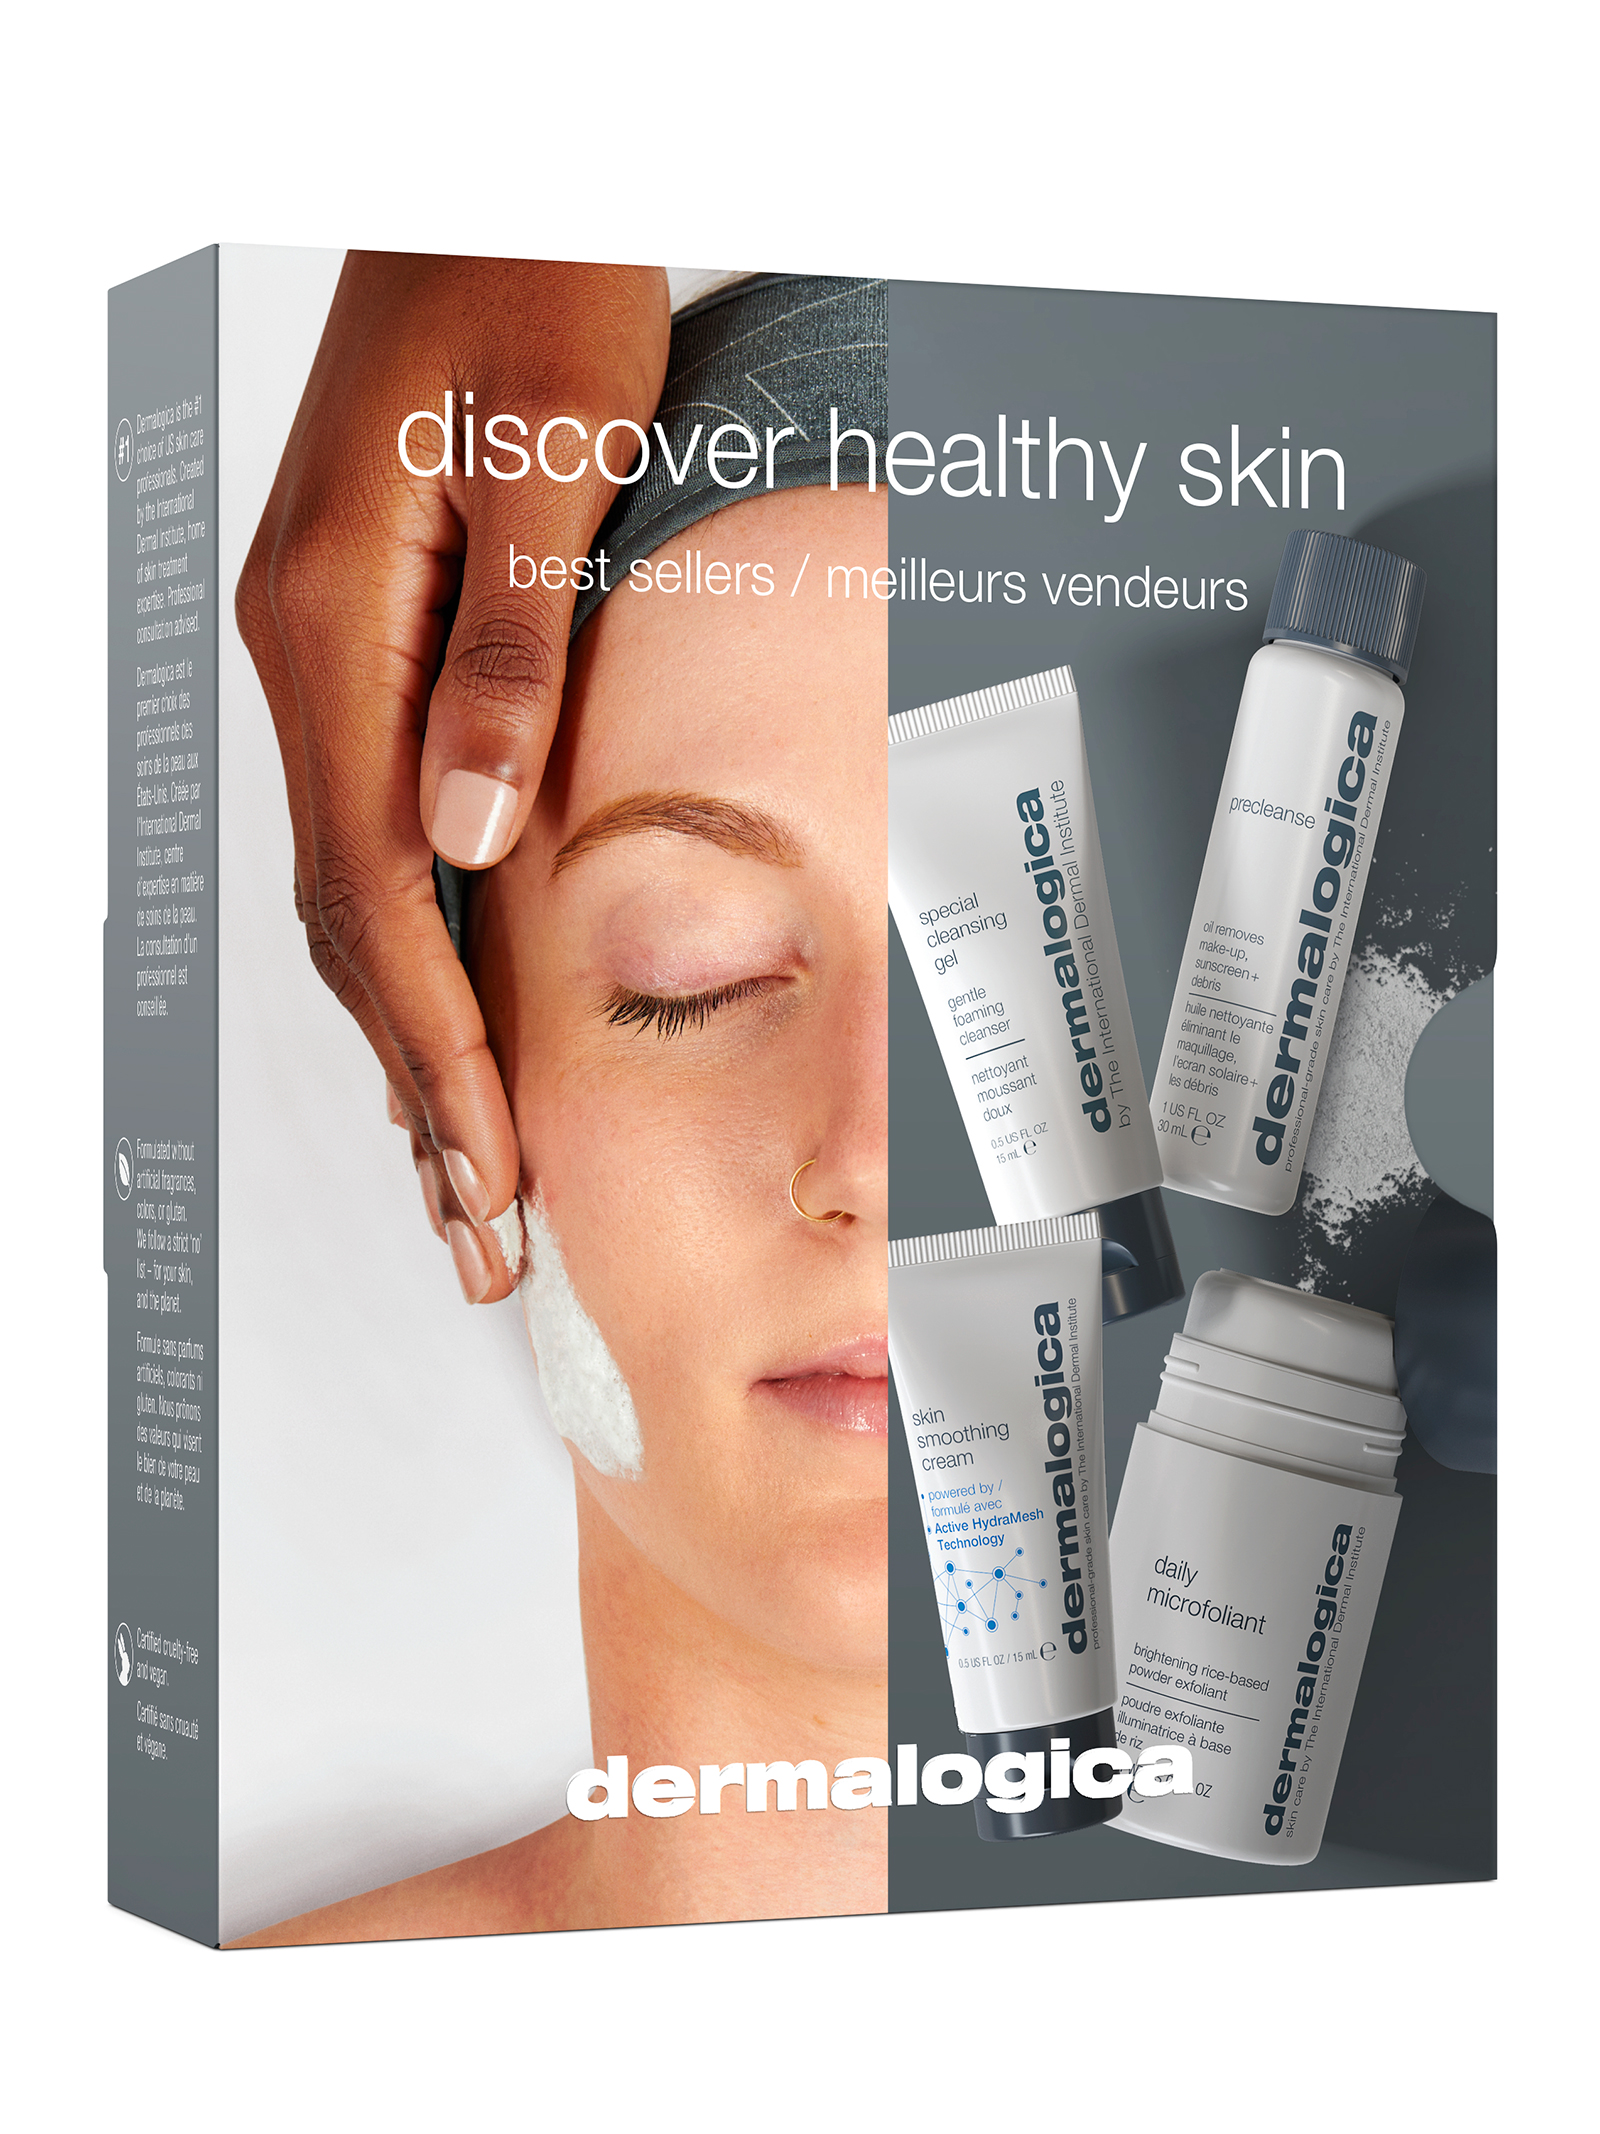 discover healthy skin
best sellers / meilleurs vendeurs
#1
Dermalogica is the #1
choice of US skin care
professionals. Created
by the International
Dermal Institute, home
of skin treatment
expertise. Professional
consultation advised.
Dermalogica est le
premier choix des
professionnels des
soins de la peau aux
États-Unis. Créée par
l'International Dermal
Institute, centre
d'expertise en matière
de soins de la peau.
La consultation d'un
professionnel est
conseillée.
Formulated without
artificial fragrances,
colors, or gluten.
We follow a strict 'no'
list – for your skin,
and the planet.
Formule sans parfums
artificiels, colorants ni
gluten. Nous prônons
des valeurs qui visent
le bien de votre peau
et de la planète.
Certified cruelty-free
and vegan.
Certifié sans cruauté
et végane.
special
cleansing
gel
gentle
foaming
cleanser
nettoyant
moussant
doux
0.5 US FL OZ
15 mL ℮
dermalogica
by The International Dermal Institute
precleanse
oil removes
make-up,
sunscreen +
debris
huile nettoyante
éliminant le
maquillage,
l'ecran solaire +
les débris
1 US FL OZ
30 mL ℮
dermalogica
professional-grade skin care by The International Dermal Institute
skin
smoothing
cream
• powered by /
formulé avec
• Active HydraMesh
Technology
0.5 US FL OZ / 15 mL ℮
dermalogica
professional-grade skin care by The International Dermal Institute
daily
microfoliant
brightening rice-based
powder exfoliant
poudre exfoliante
illuminatrice à base
de riz
OZ
dermalogica
skin care by The International Dermal Institute
dermalogica